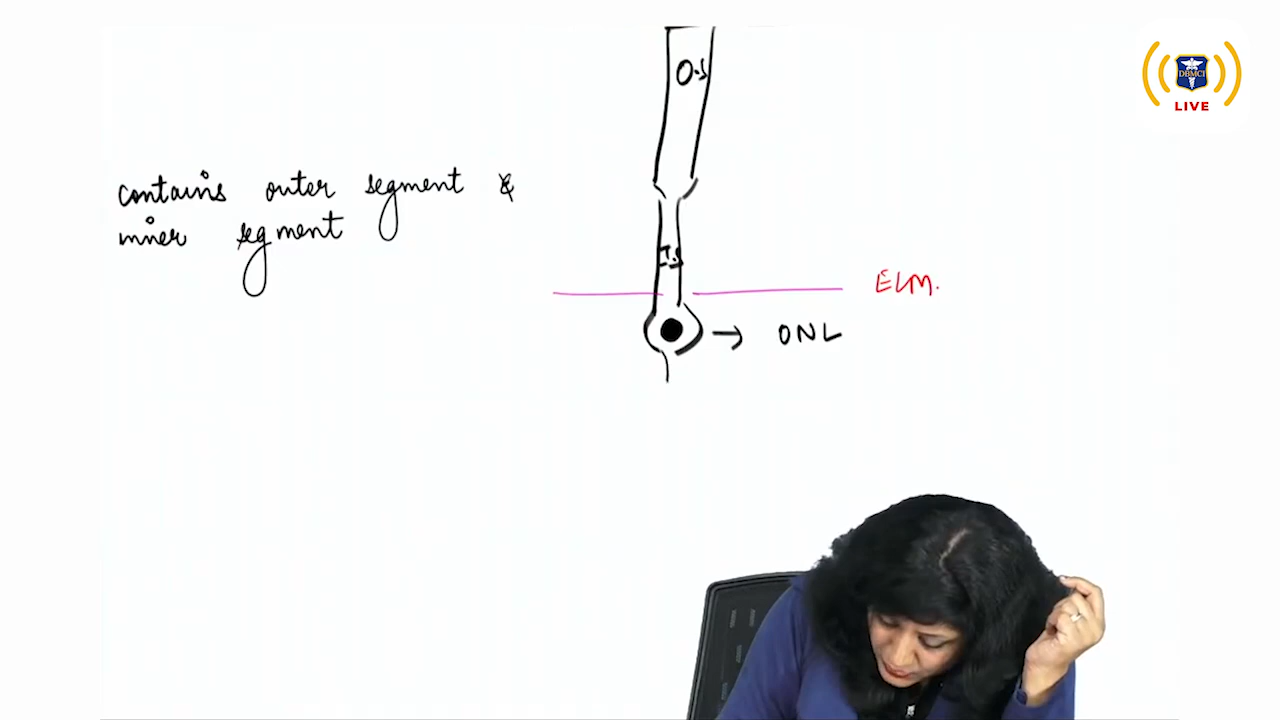 O.S
contains outer segment &
inner segment
I.S
ELM.
→ ONL
DBMCI
LIVE